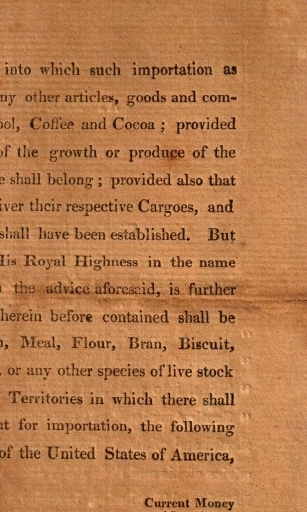 into which such importation as
ny other articles, goods and com-
ool, Coffee and Cocoa ; provided
of the growth or produce of the
e shall belong ; provided also that
iver their respective Cargoes, and
shall have been established. But
His Royal Highness in the name
the advice aforesaid, is further
herein before contained shall be
n, Meal, Flour, Bran, Biscuit,
, or any other species of live stock
Territories in which there shall
nt for importation, the following
of the United States of America,
Current Money